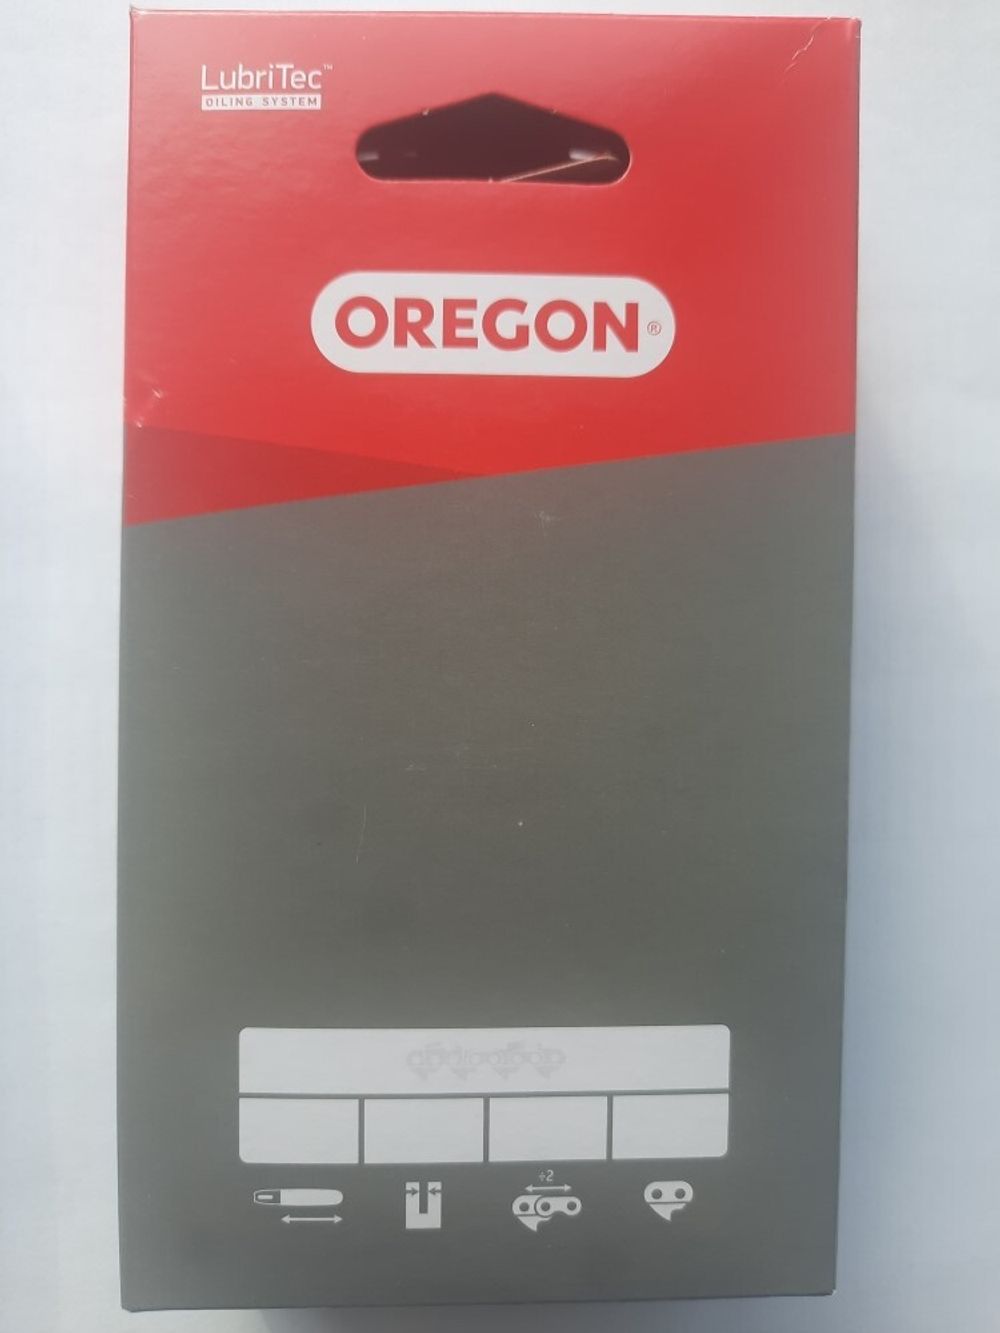 LubriTec™
OILING SYSTEM
OREGON®
÷2